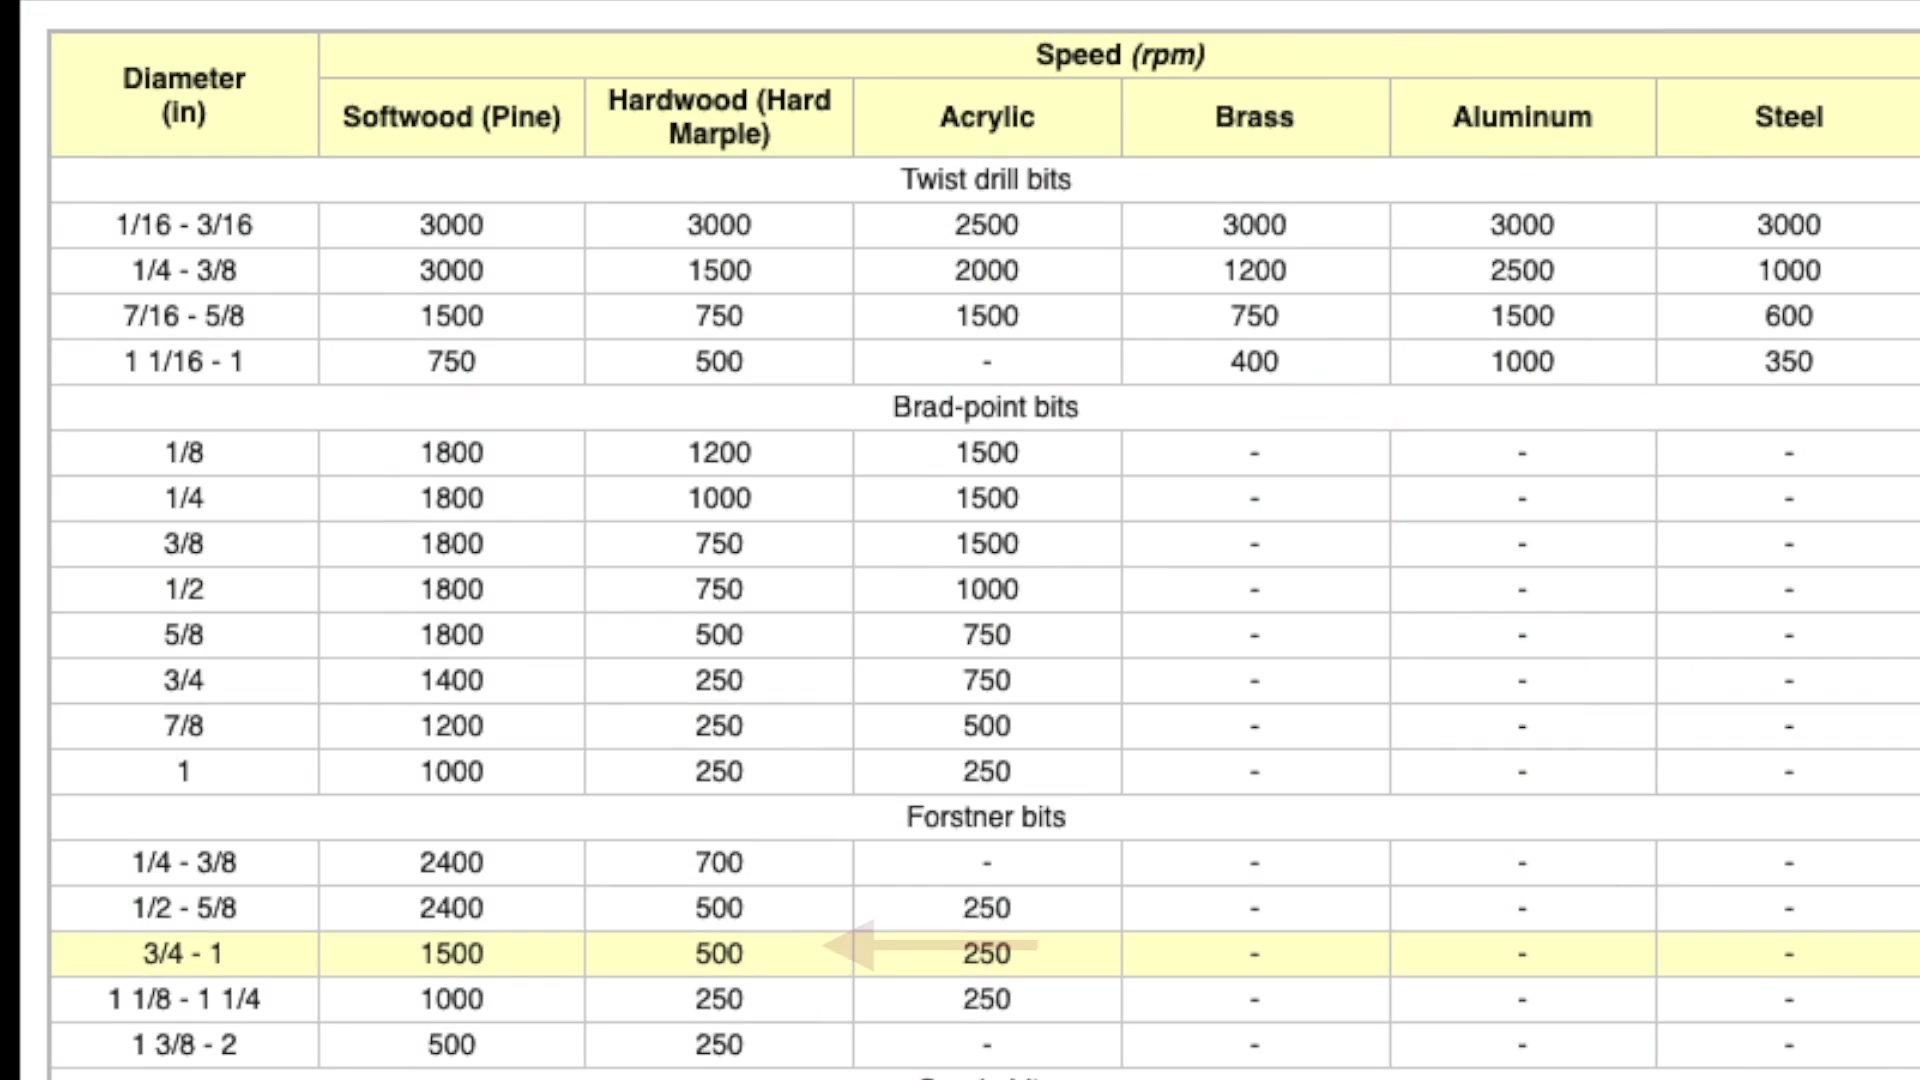 Diameter (in) Speed (rpm)
Softwood (Pine) Hardwood (Hard Marple) Acrylic Brass Aluminum Steel
Twist drill bits
1/16 - 3/16 3000 3000 2500 3000 3000 3000
1/4 - 3/8 3000 1500 2000 1200 2500 1000
7/16 - 5/8 1500 750 1500 750 1500 600
1 1/16 - 1 750 500 - 400 1000 350
Brad-point bits
1/8 1800 1200 1500 - - -
1/4 1800 1000 1500 - - -
3/8 1800 750 1500 - - -
1/2 1800 750 1000 - - -
5/8 1800 500 750 - - -
3/4 1400 250 750 - - -
7/8 1200 250 500 - - -
1 1000 250 250 - - -
Forstner bits
1/4 - 3/8 2400 700 - - - -
1/2 - 5/8 2400 500 250 - - -
3/4 - 1 1500 500 250 - - -
1 1/8 - 1 1/4 1000 250 250 - - -
1 3/8 - 2 500 250 - - - -